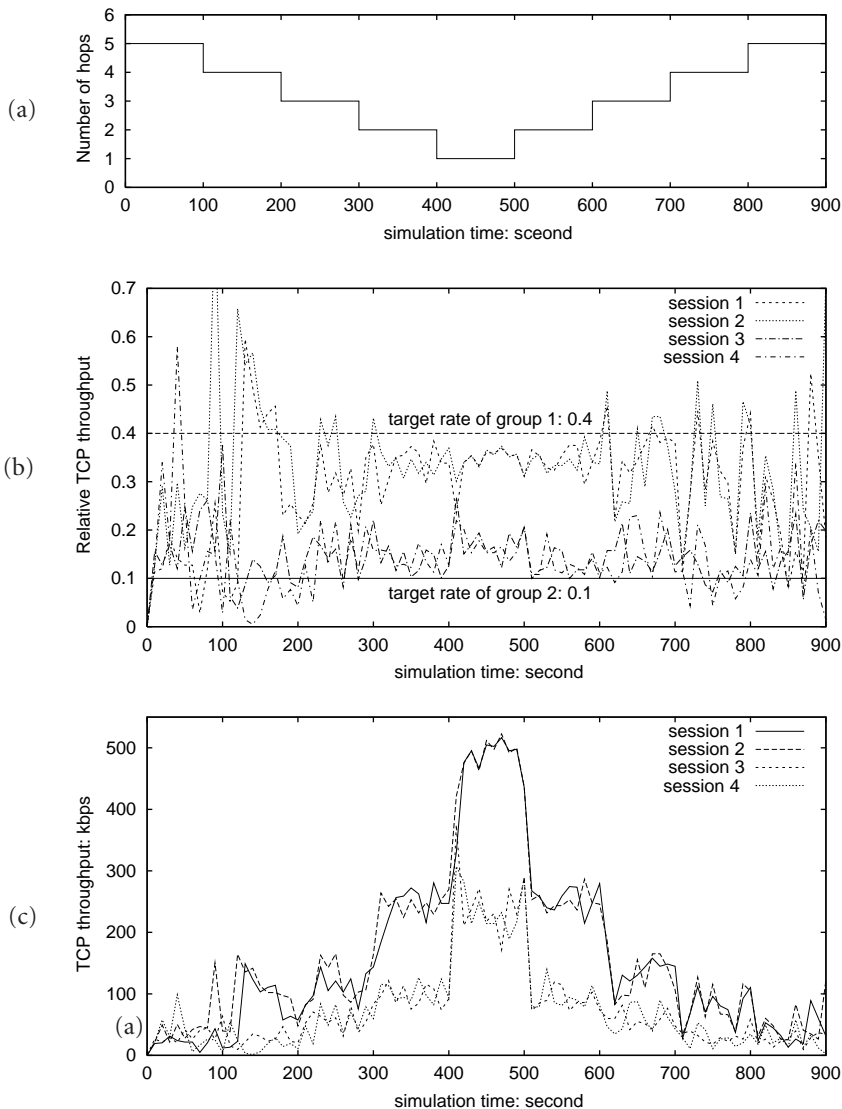 6
5
4
3
2
1
0
Number of hops
(a)
0 100 200 300 400 500 600 700 800 900
simulation time: sceond
0.7
0.6
0.5
0.4
0.3
0.2
0.1
0
Relative TCP throughput
(b)
session 1
session 2
session 3
session 4
target rate of group 1: 0.4
target rate of group 2: 0.1
0 100 200 300 400 500 600 700 800 900
simulation time: second
500
400
300
200
100
0
TCP throughput: kbps
(c)
(a)
session 1
session 2
session 3
session 4
0 100 200 300 400 500 600 700 800 900
simulation time: second